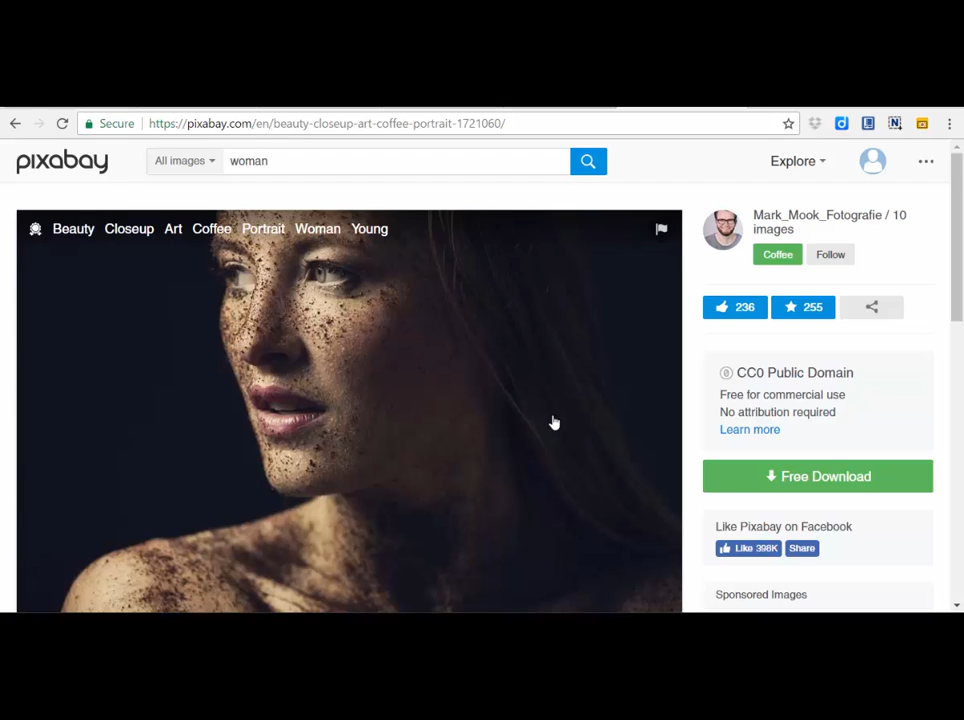 Secure https://pixabay.com/en/beauty-closeup-art-coffee-portrait-1721060/
pixabay All images woman Explore
Beauty Closeup Art Coffee Portrait Woman Young
Mark_Mook_Fotografie / 10
images
Coffee Follow
236 255
CC0 Public Domain
Free for commercial use
No attribution required
Learn more
Free Download
Like Pixabay on Facebook
Like 396K Share
Sponsored Images